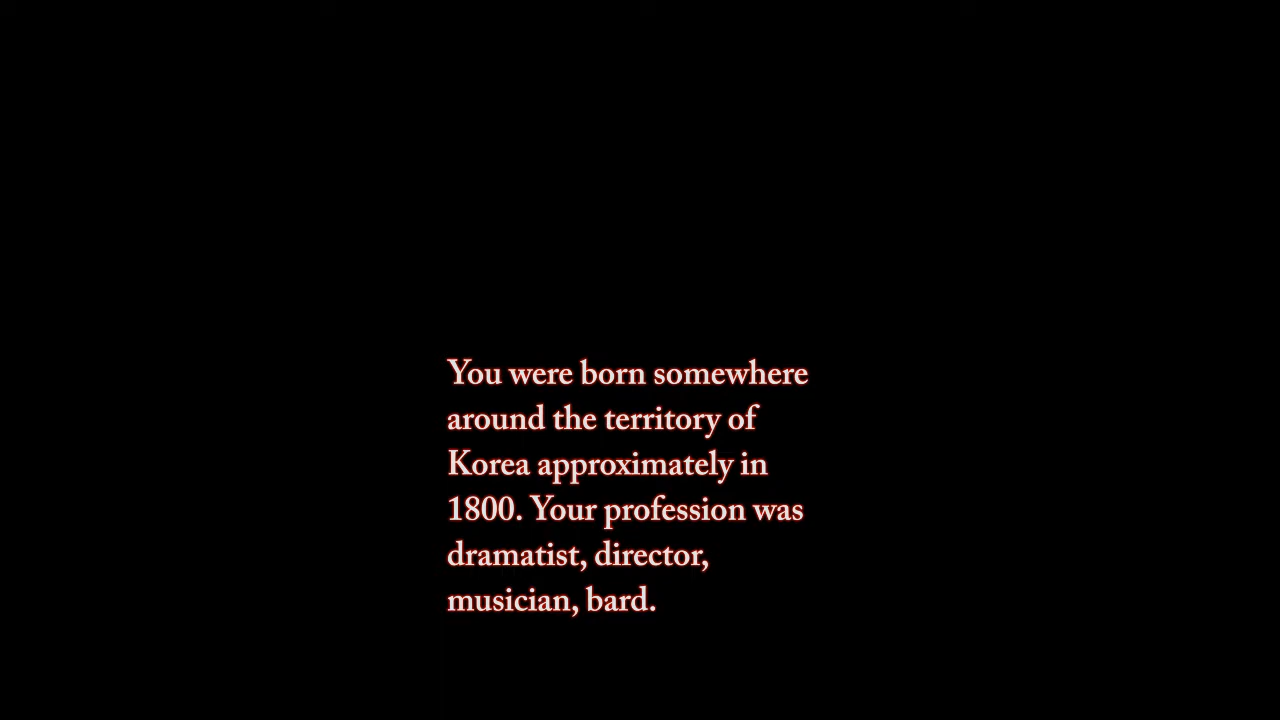 You were born somewhere
around the territory of
Korea approximately in
1800. Your profession was
dramatist, director,
musician, bard.